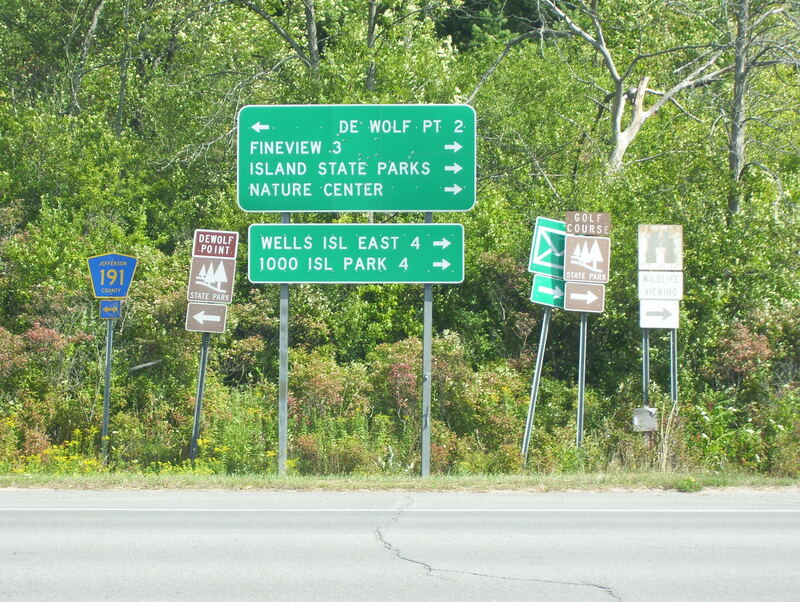 DE WOLF PT 2
FINEVIEW 3
ISLAND STATE PARKS
NATURE CENTER
WELLS ISL EAST 4
1000 ISL PARK 4
JEFFERSON
191
COUNTY
DEWOLF
POINT
STATE PARK
GOLF
COURSE
STATE PARK
WILDLIFE
VIEWING